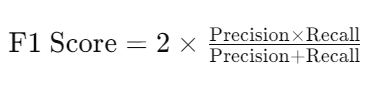 F1 Score = 2 × Precision×Recall / Precision+Recall